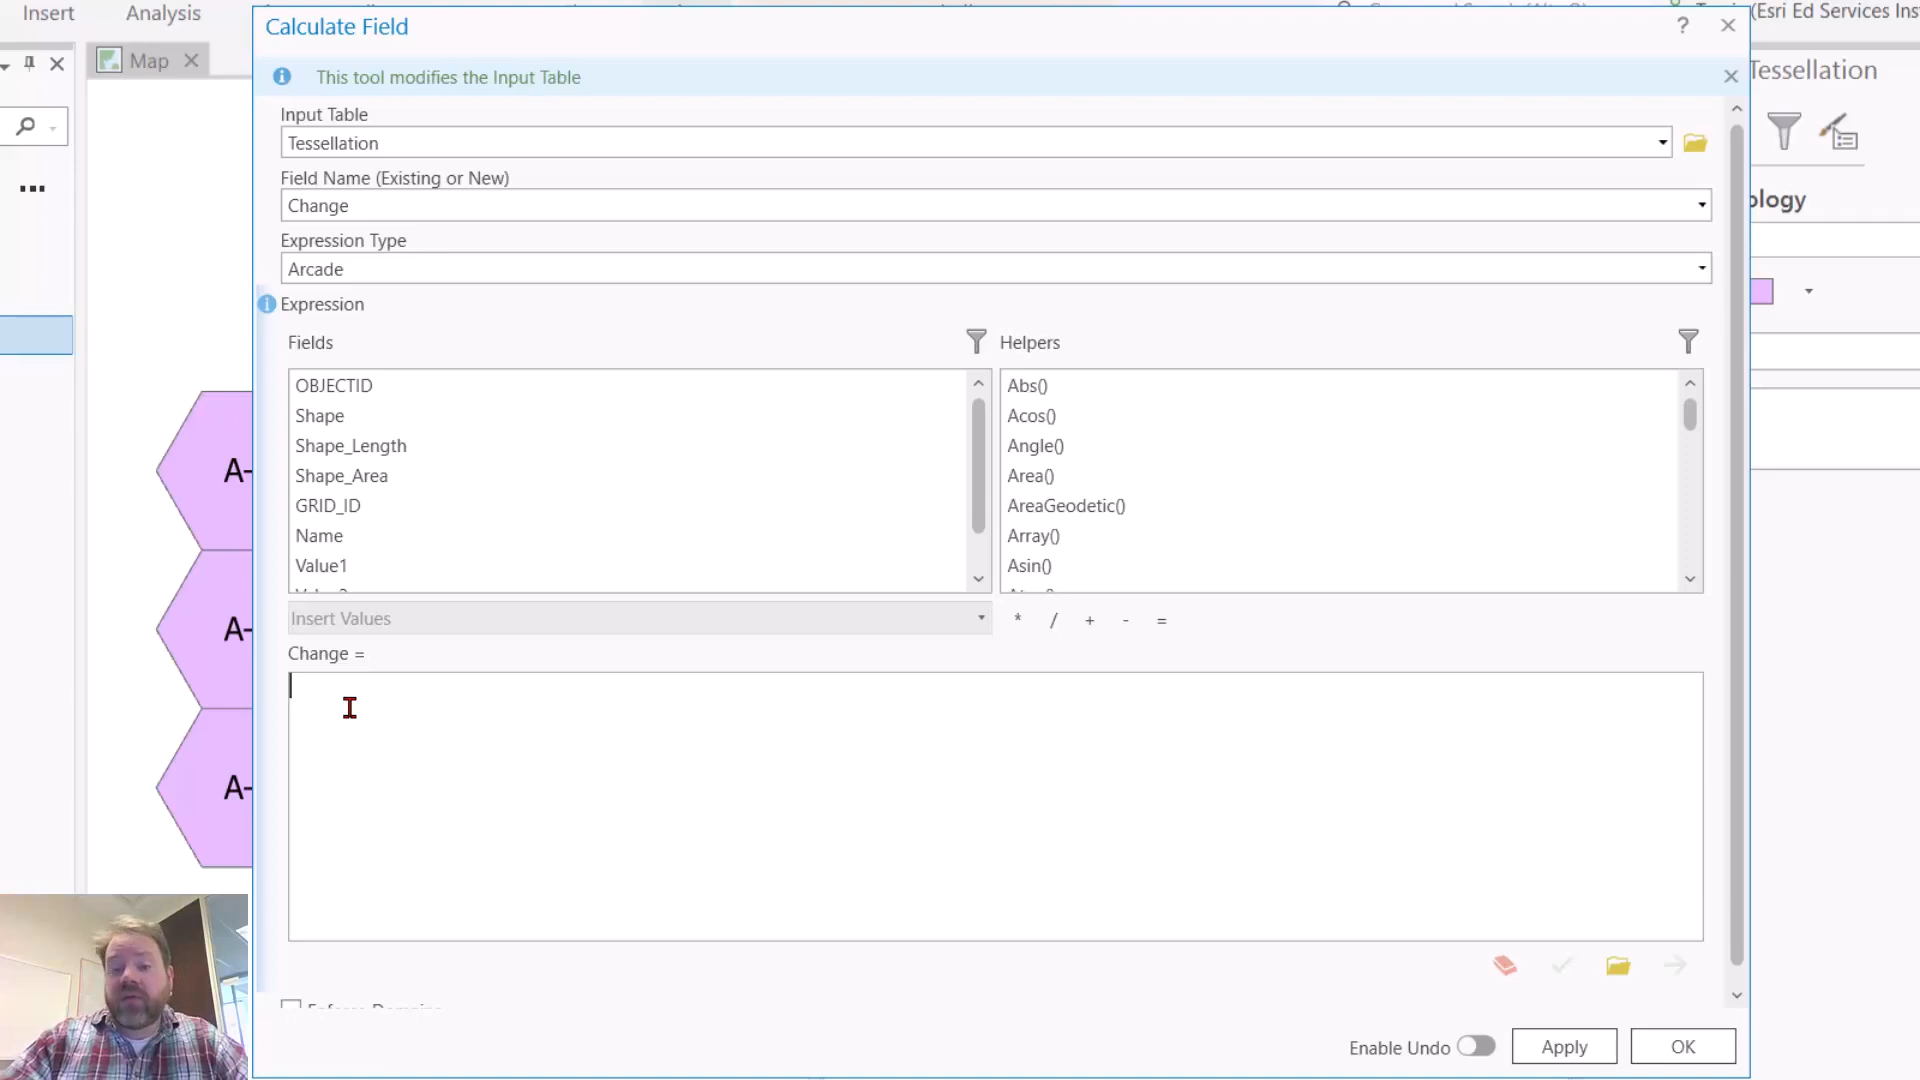 Insert
Analysis
(Esri Ed Services Inst
Map
Tessellation
ology
A-
A-
A-
Calculate Field
?
This tool modifies the Input Table
Input Table
Tessellation
Field Name (Existing or New)
Change
Expression Type
Arcade
Expression
Fields
Helpers
OBJECTID
Shape
Shape_Length
Shape_Area
GRID_ID
Name
Value1
Abs()
Acos()
Angle()
Area()
AreaGeodetic()
Array()
Asin()
Insert Values
* / + - =
Change =
Enable Undo
Apply
OK